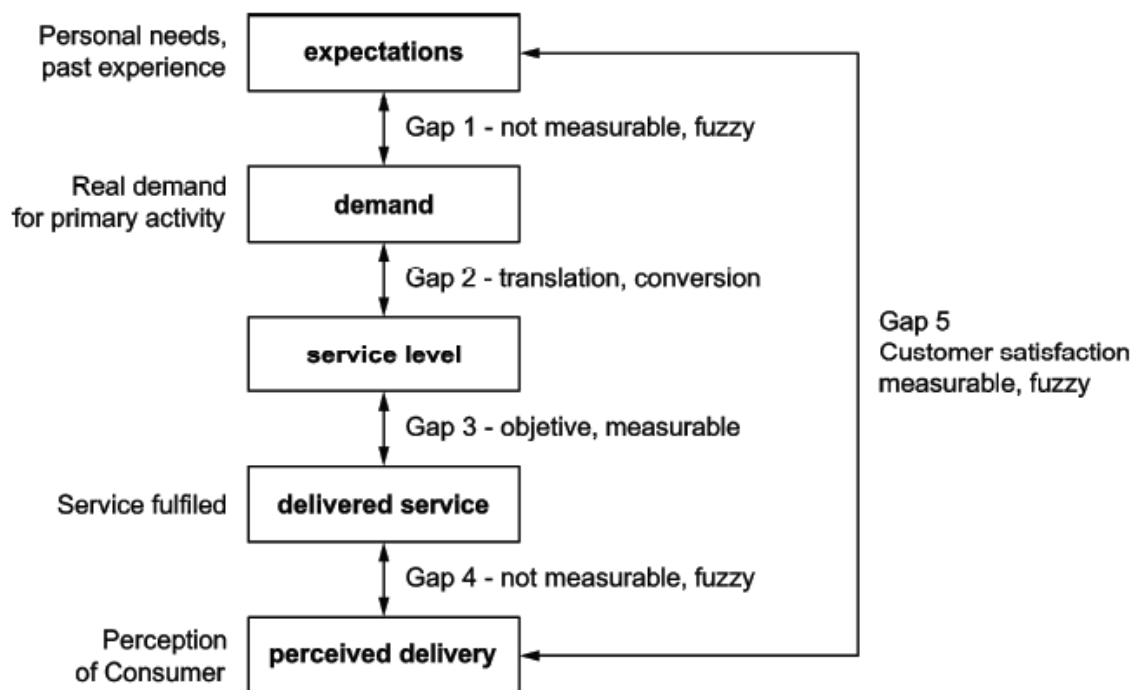 Personal needs,
past experience
expectations
Gap 1 - not measurable, fuzzy
Real demand
for primary activity
demand
Gap 2 - translation, conversion
service level
Gap 3 - objetive, measurable
Service fulfiled
delivered service
Gap 4 - not measurable, fuzzy
Perception
of Consumer
perceived delivery
Gap 5
Customer satisfaction
measurable, fuzzy